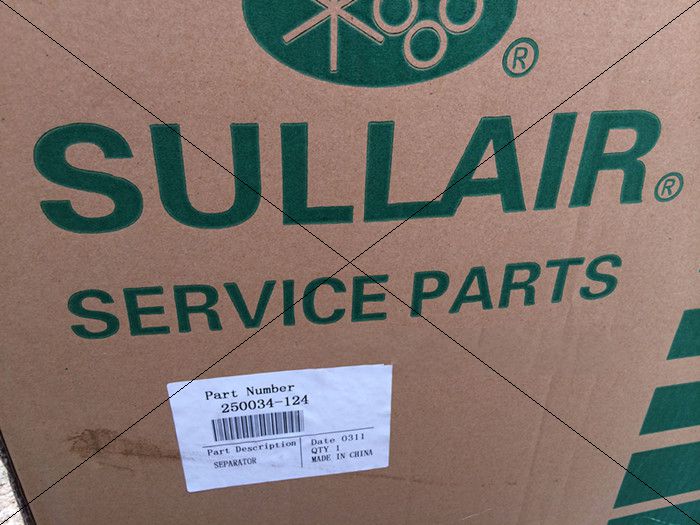 ®
SULLAIR®
SERVICE PARTS
Part Number
250034-124
Part Description
SEPARATOR
Date 0311
QTY 1
MADE IN CHINA